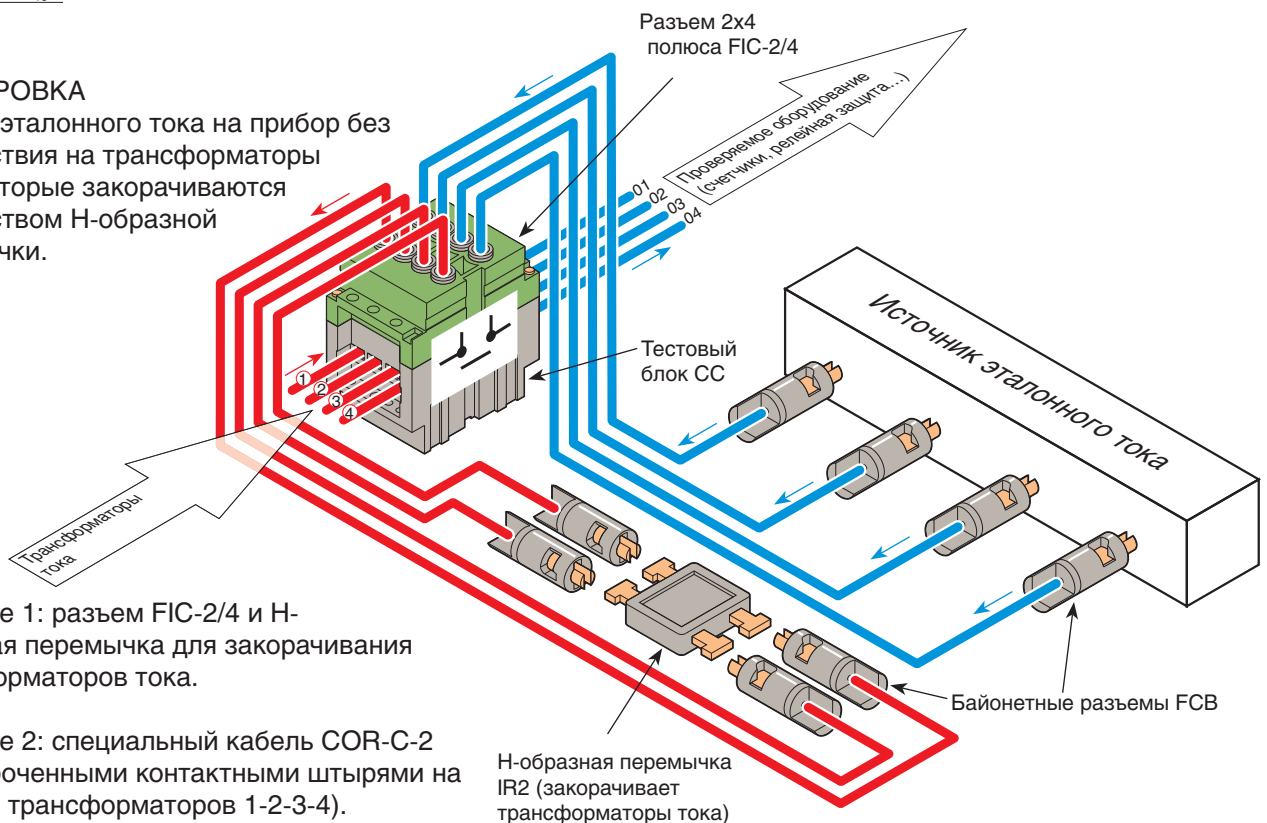 Разъем 2х4
полюса FIC-2/4
РОВКА
эталонного тока на прибор без
ствия на трансформаторы
торые закорачиваются
ством Н-образной
чки.
Проверяемое оборудование
(счетчики, релейная защита...)
01
02
03
04
Источник эталонного тока
Тестовый
блок СС
1
2
3
4
Трансформаторы
тока
е 1: разъем FIC-2/4 и Н-
ая перемычка для закорачивания
орматоров тока.
Байонетные разъемы FCB
е 2: специальный кабель COR-C-2
роченными контактными штырями на
трансформаторов 1-2-3-4).
Н-образная перемычка
IR2 (закорачивает
трансформаторы тока)